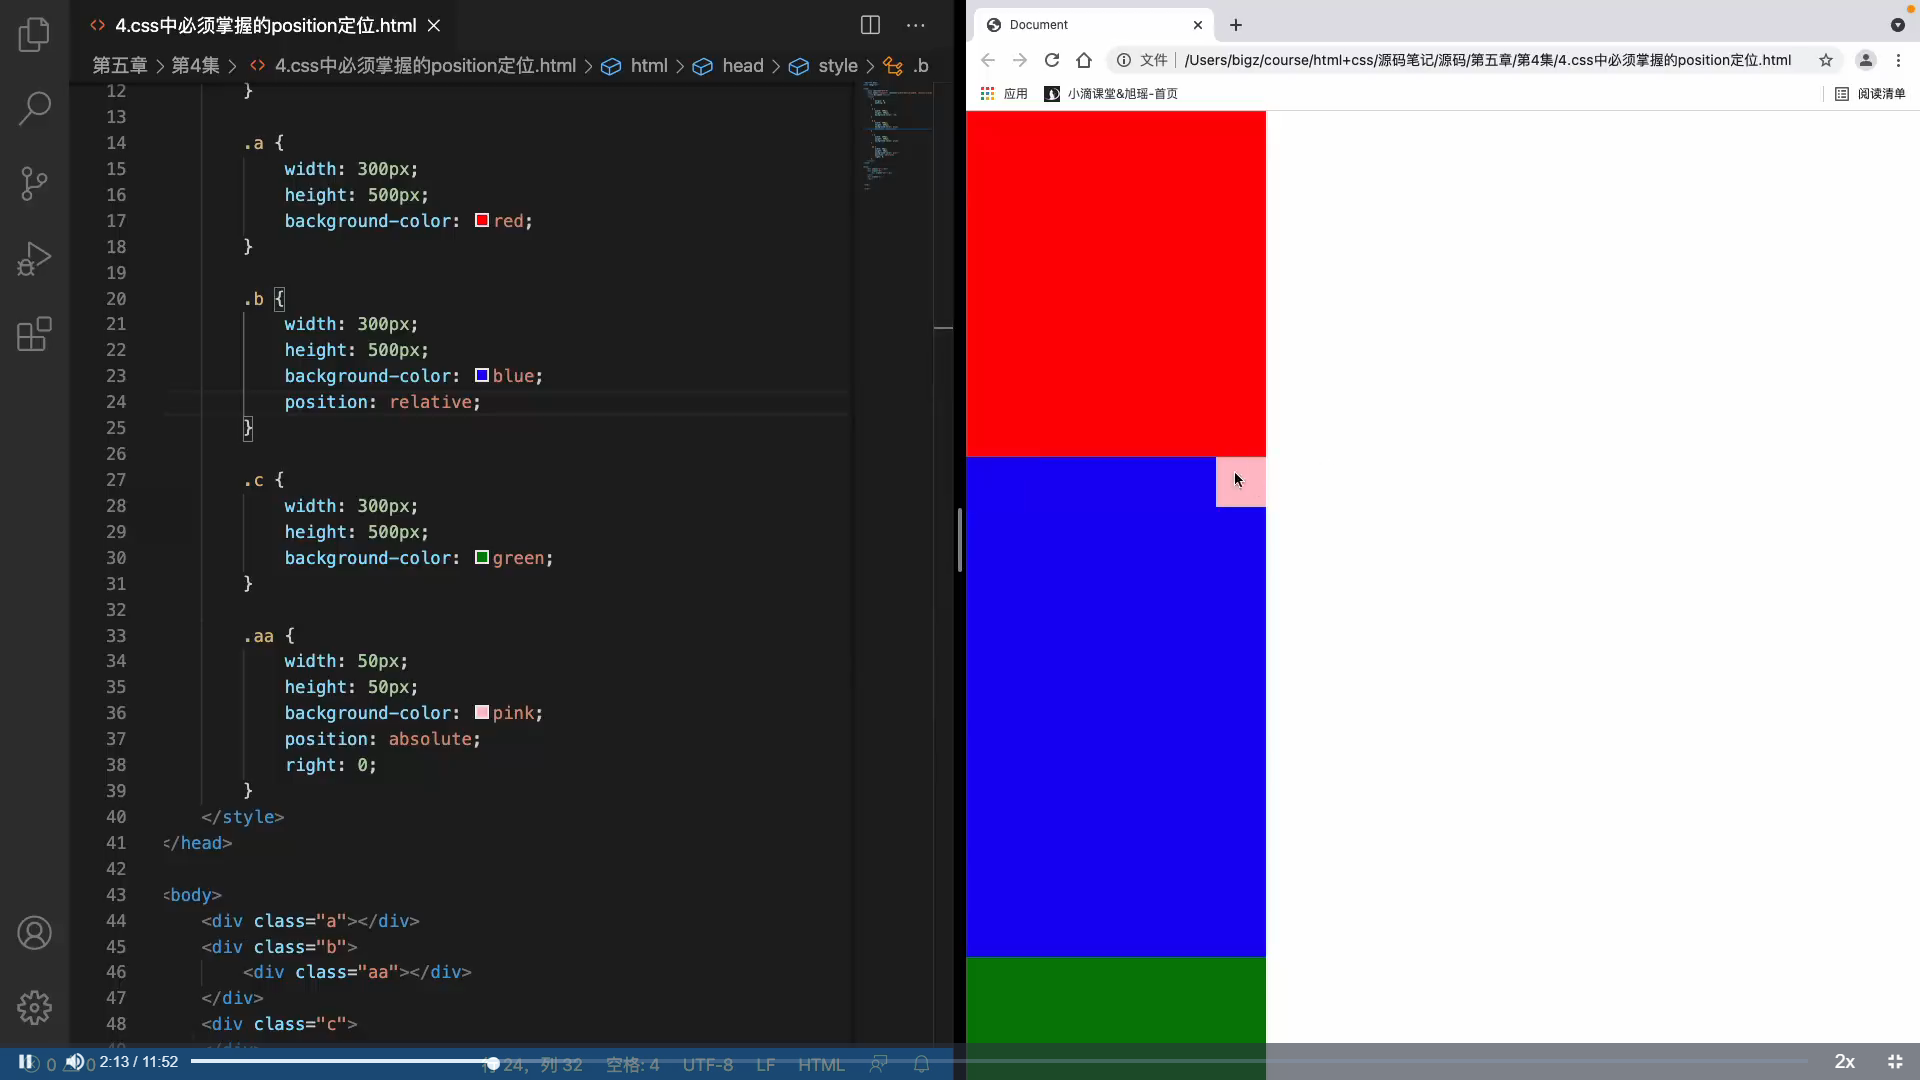 4.css中必须掌握的position定位.html
第五章 > 第4集 > 4.css中必须掌握的position定位.html > html > head > style > .b
12 }
13
14 .a {
15 width: 300px;
16 height: 500px;
17 background-color: red;
18 }
19
20 .b {
21 width: 300px;
22 height: 500px;
23 background-color: blue;
24 position: relative;
25 }
26
27 .c {
28 width: 300px;
29 height: 500px;
30 background-color: green;
31 }
32
33 .aa {
34 width: 50px;
35 height: 50px;
36 background-color: pink;
37 position: absolute;
38 right: 0;
39 }
40 </style>
41 </head>
42
43 <body>
44 <div class="a"></div>
45 <div class="b">
46 <div class="aa"></div>
47 </div>
48 <div class="c">
0 0 2:13 / 11:52 行 24, 列 32 空格: 4 UTF-8 LF HTML
Document
文件 | /Users/bigz/course/html+css/源码笔记/源码/第五章/第4集/4.css中必须掌握的position定位.html
应用 小滴课堂&旭瑶-首页 阅读清单
2x